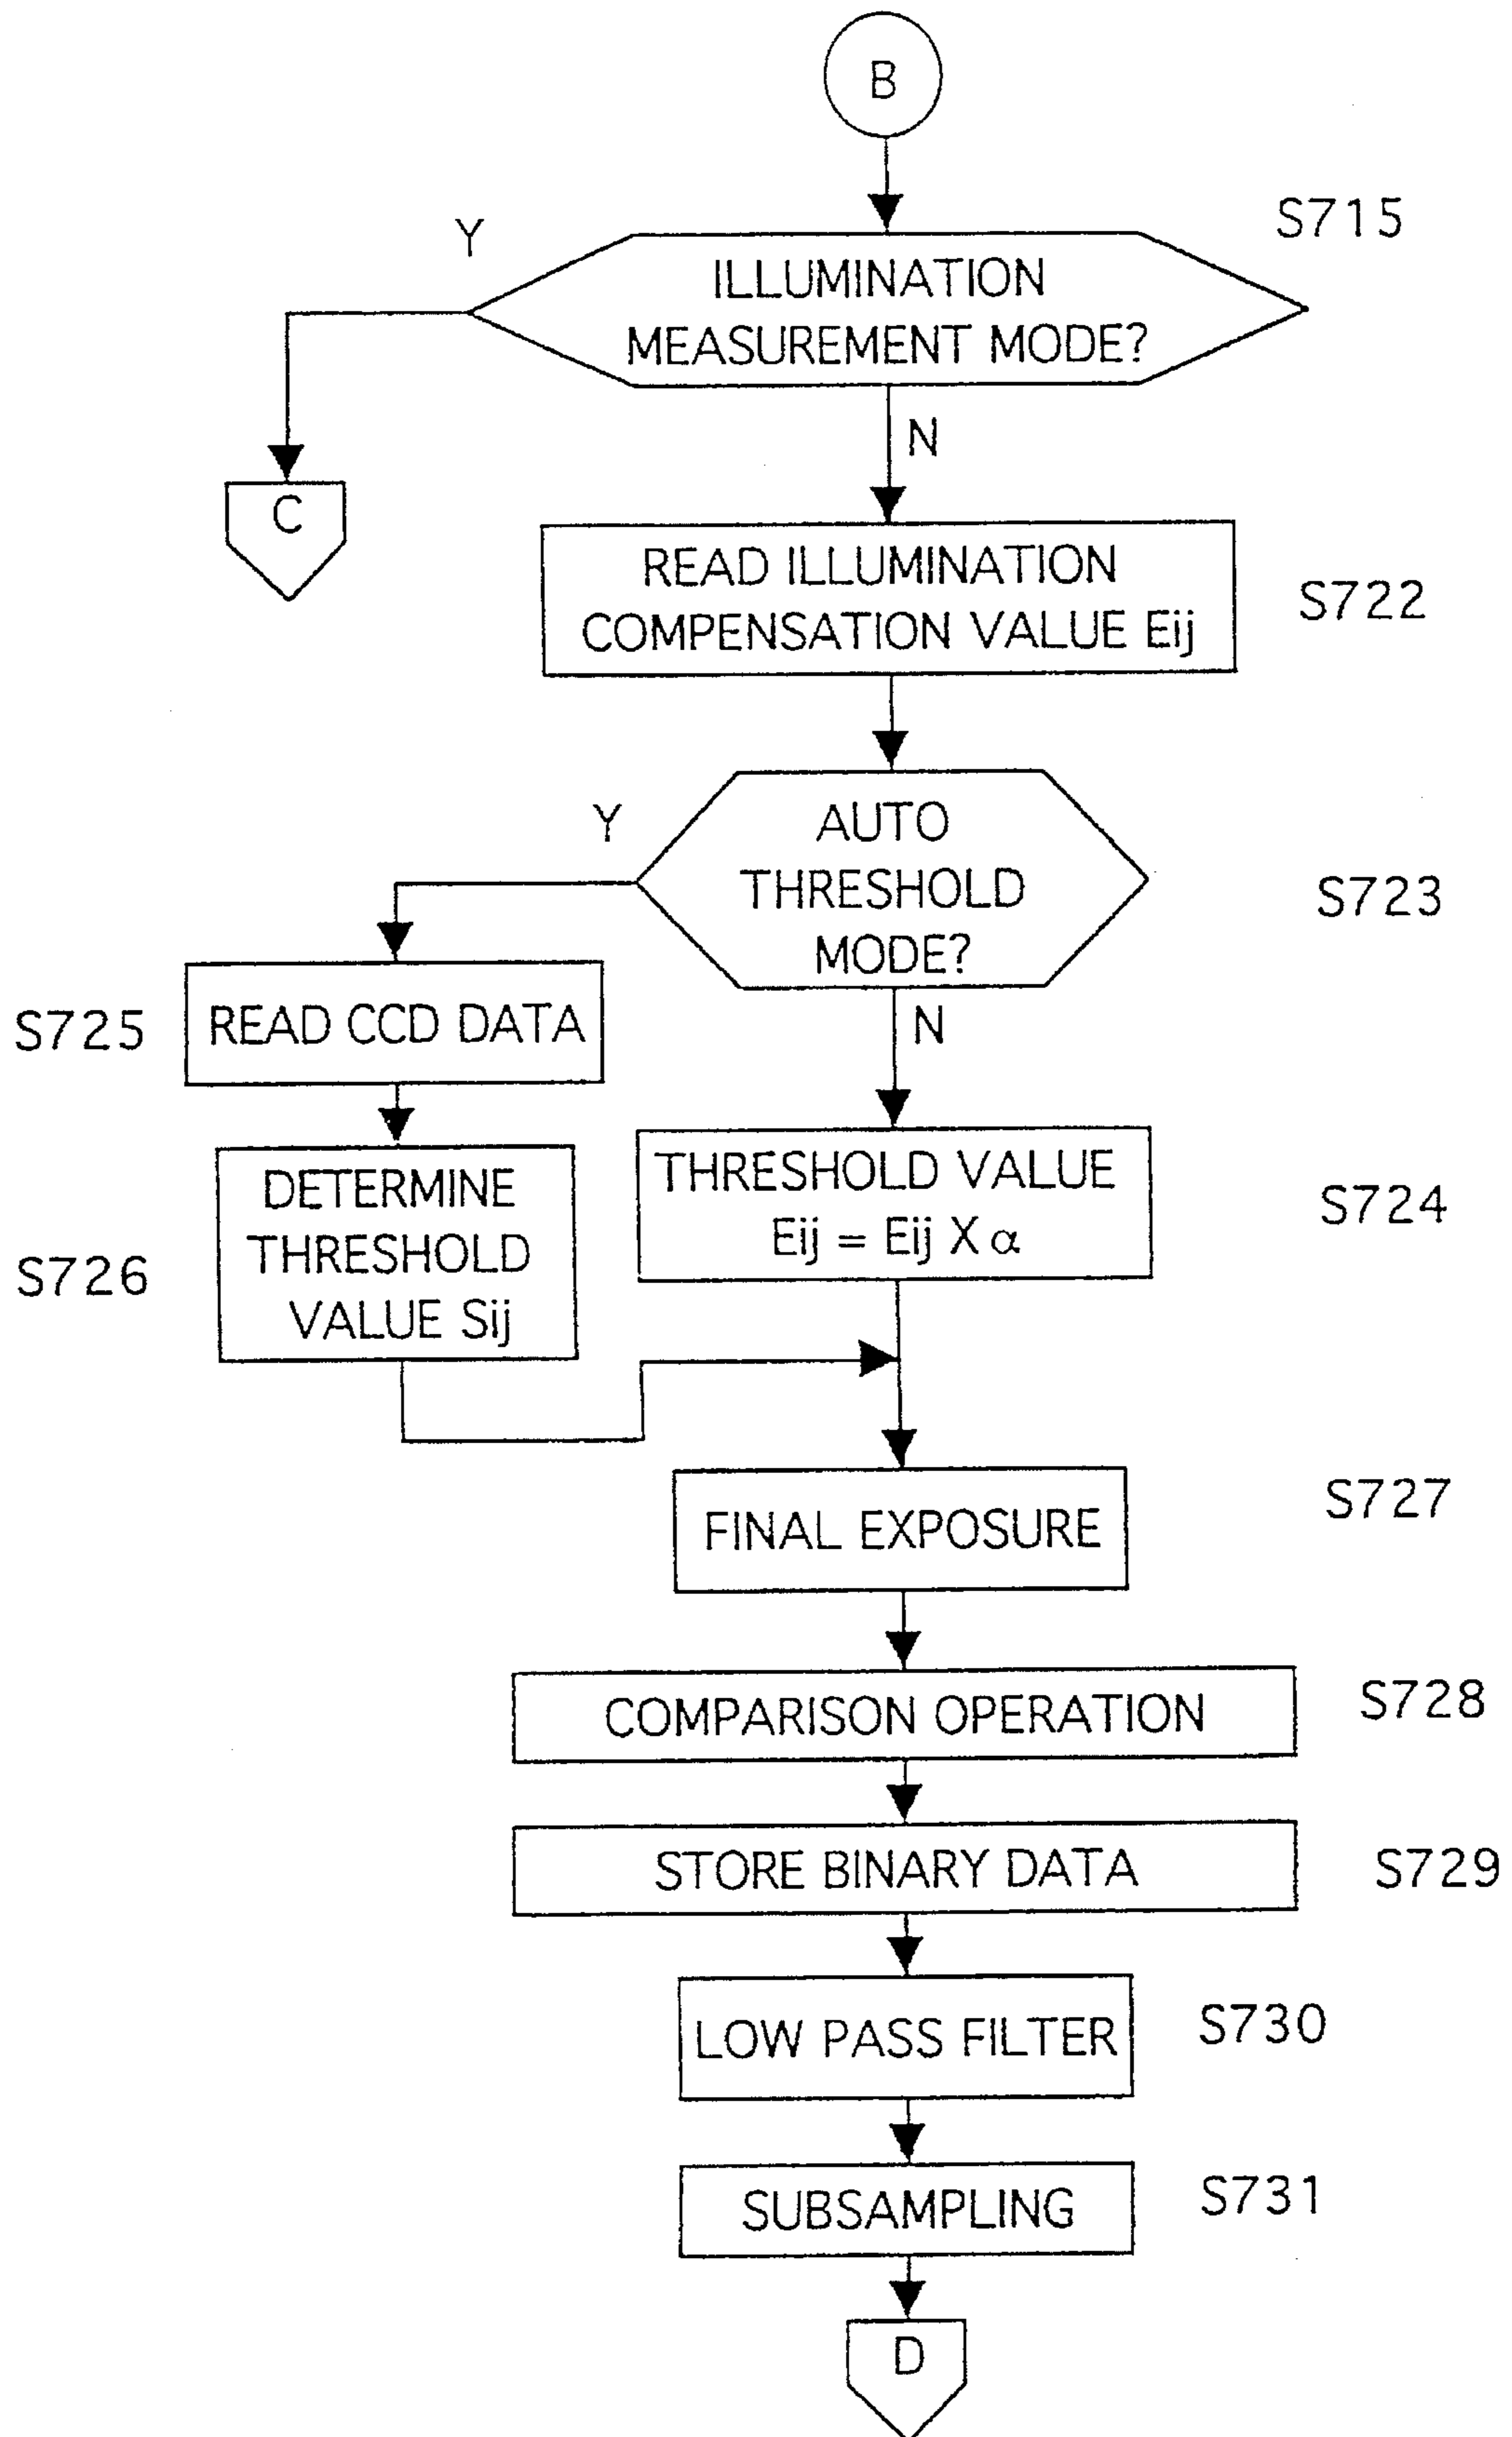 B
S715
Y
ILLUMINATION
MEASUREMENT MODE?
N
C
READ ILLUMINATION
COMPENSATION VALUE Eij
S722
Y
AUTO
THRESHOLD
MODE?
S723
S725
READ CCD DATA
N
S726
DETERMINE
THRESHOLD
VALUE Sij
THRESHOLD VALUE
Eij = Eij X α
S724
FINAL EXPOSURE
S727
COMPARISON OPERATION
S728
STORE BINARY DATA
S729
LOW PASS FILTER
S730
SUBSAMPLING
S731
D